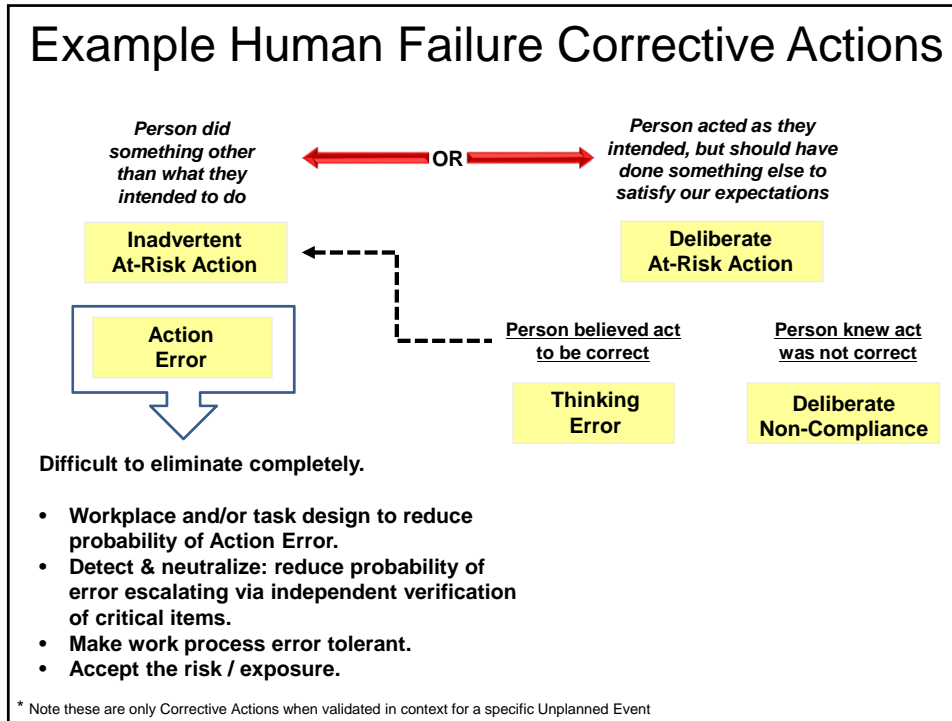 Example Human Failure Corrective Actions
Person did
something other
than what they
intended to do
OR
Person acted as they
intended, but should have
done something else to
satisfy our expectations
Inadvertent
At-Risk Action
Deliberate
At-Risk Action
Action
Error
Person believed act
to be correct
Person knew act
was not correct
Thinking
Error
Deliberate
Non-Compliance
Difficult to eliminate completely.
• Workplace and/or task design to reduce
probability of Action Error.
• Detect & neutralize: reduce probability of
error escalating via independent verification
of critical items.
• Make work process error tolerant.
• Accept the risk / exposure.
* Note these are only Corrective Actions when validated in context for a specific Unplanned Event